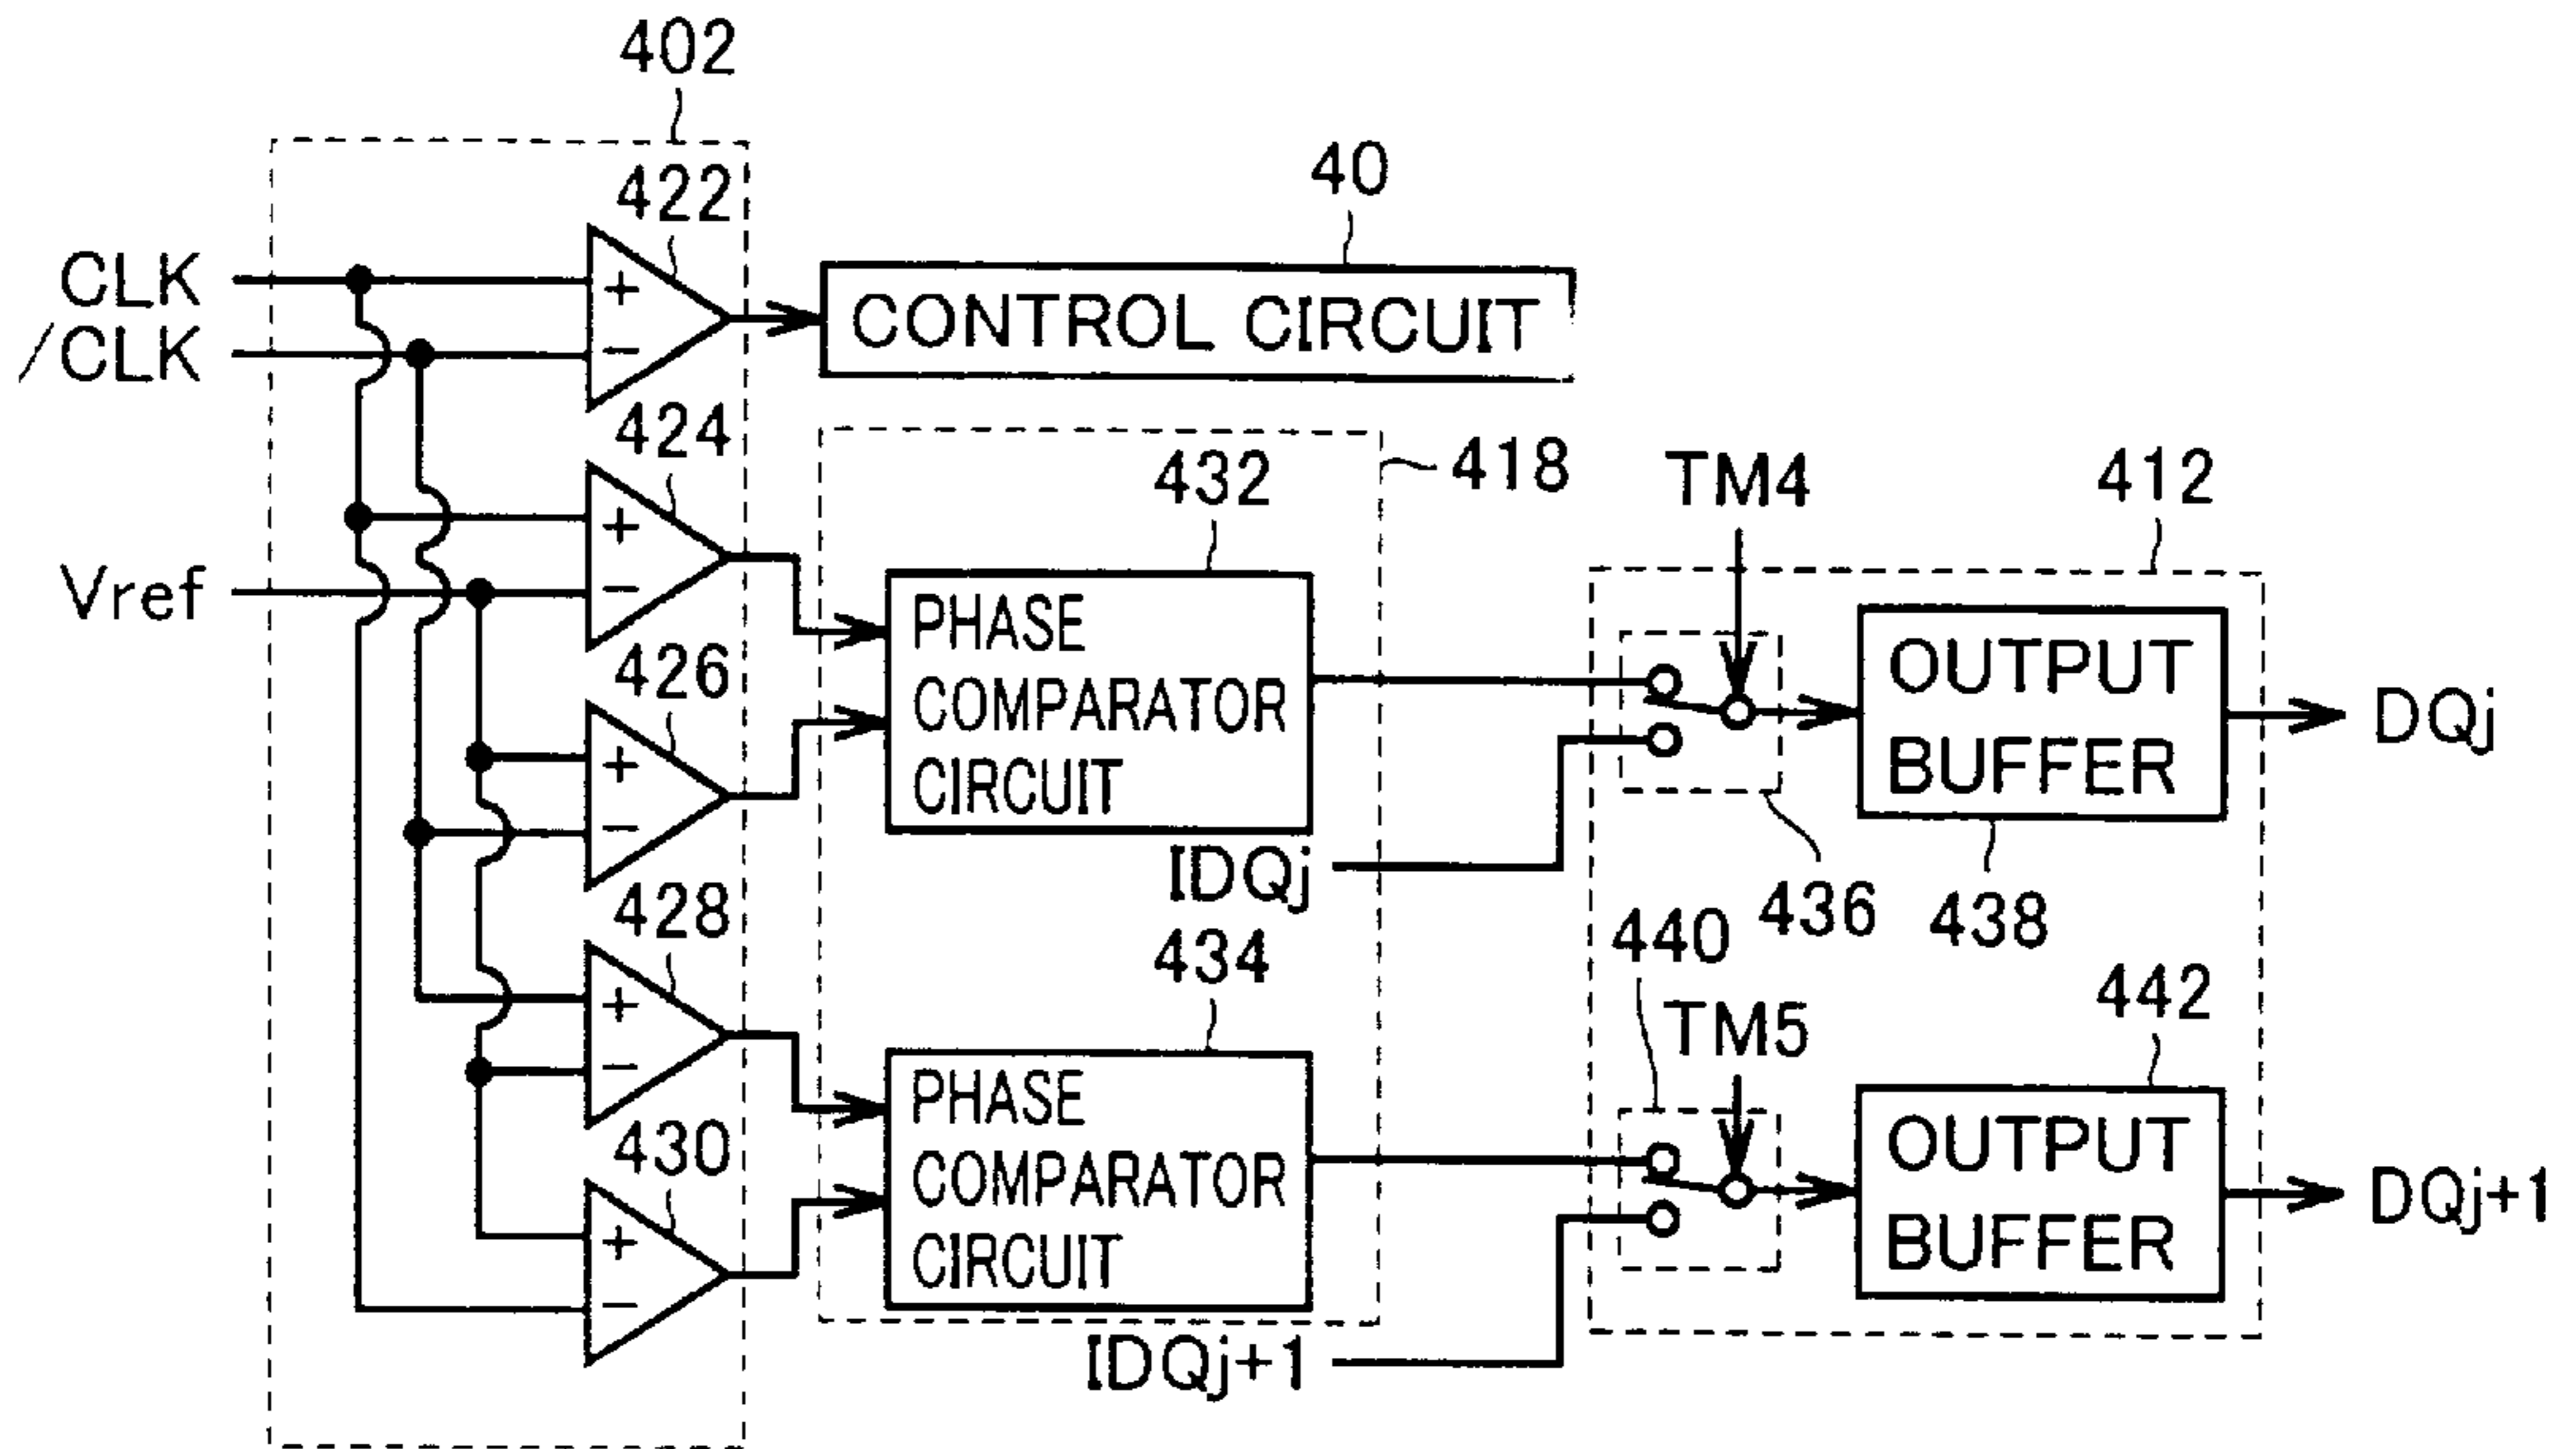 402
422
40
CLK
+
CONTROL CIRCUIT
/CLK
−
424
418
432
TM4
412
+
Vref
−
PHASE
COMPARATOR
CIRCUIT
OUTPUT
BUFFER
DQj
426
+
−
IDQj
436
438
428
440
434
442
+
TM5
−
PHASE
COMPARATOR
CIRCUIT
OUTPUT
BUFFER
DQj+1
430
+
−
IDQj+1